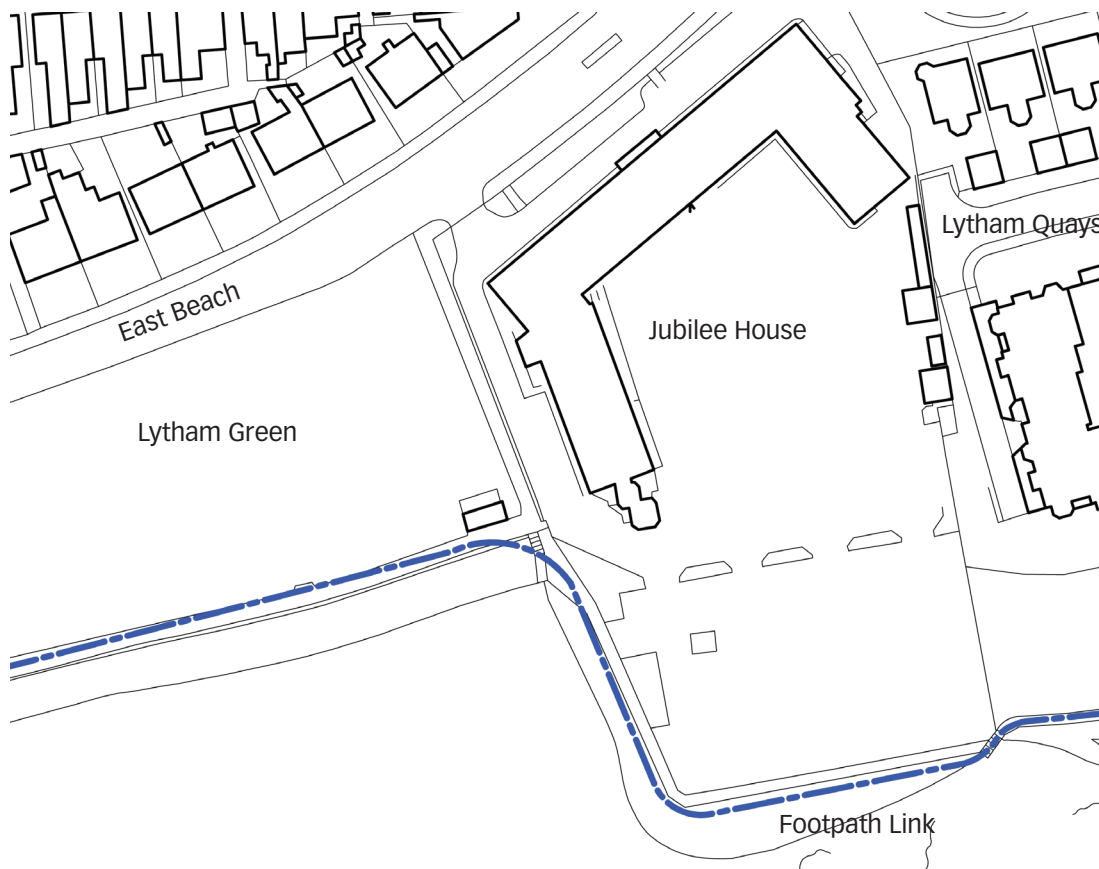 Lytham Quays
East Beach
Jubilee House
Lytham Green
Footpath Link